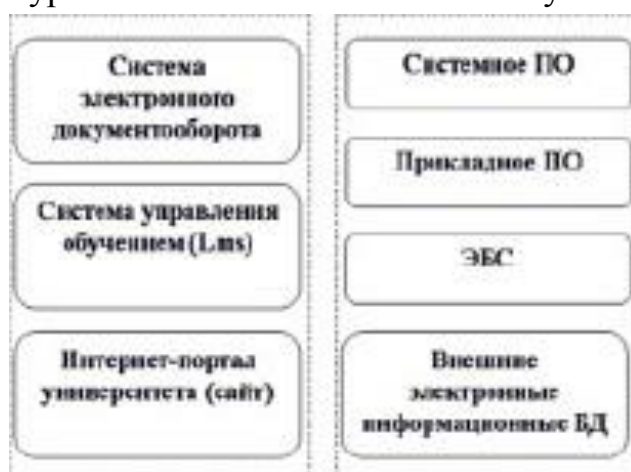 Система
электронного
документооборота
Система управления
обучением (Lms)
Интернет-портал
университета (сайт)
Системное ПО
Прикладное ПО
ЭБС
Внешние
электронные
информационные БД